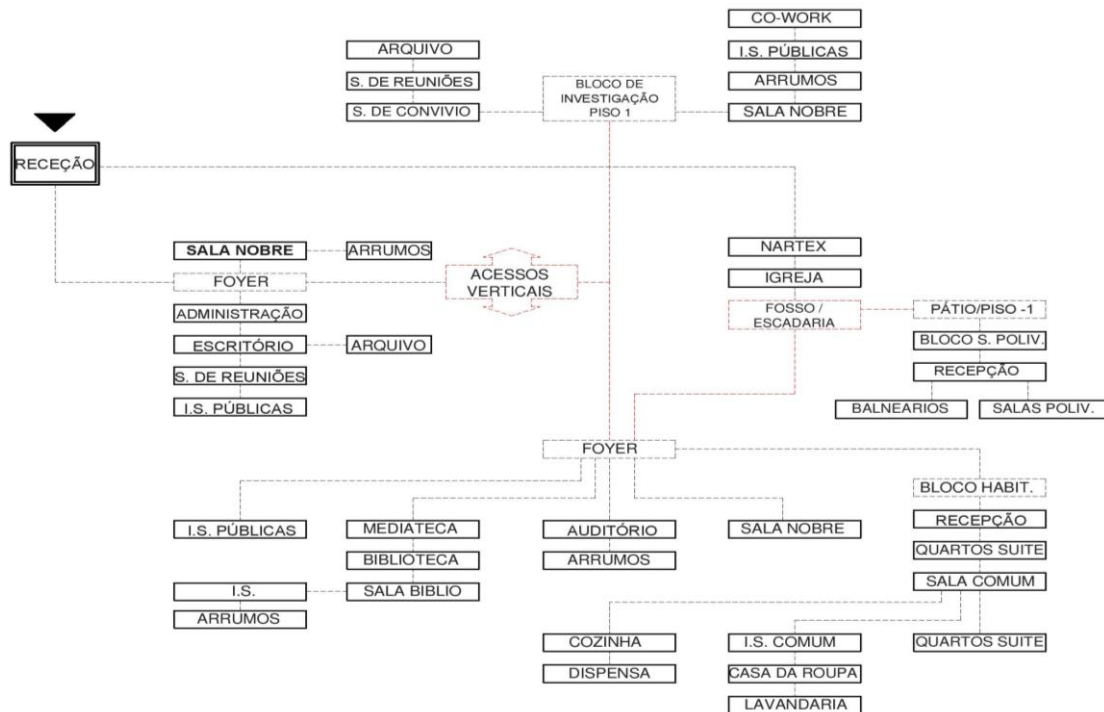 CO-WORK
ARQUIVO
I.S. PÚBLICAS
S. DE REUNIÕES
BLOCO DE
INVESTIGAÇÃO
PISO 1
ARRUMOS
S. DE CONVIVIO
SALA NOBRE
RECEÇÃO
SALA NOBRE
ARRUMOS
NARTEX
FOYER
ACESSOS
VERTICAIS
IGREJA
ADMINISTRAÇÃO
FOSSO /
ESCADARIA
PÁTIO/PISO -1
ESCRITÓRIO
ARQUIVO
BLOCO S. POLIV.
S. DE REUNIÕES
RECEPÇÃO
I.S. PÚBLICAS
BALNEARIOS
SALAS POLIV.
FOYER
BLOCO HABIT.
I.S. PÚBLICAS
MEDIATECA
AUDITÓRIO
SALA NOBRE
RECEPÇÃO
BIBLIOTECA
ARRUMOS
QUARTOS SUITE
I.S.
SALA BIBLIO
SALA COMUM
ARRUMOS
COZINHA
I.S. COMUM
QUARTOS SUITE
DISPENSA
CASA DA ROUPA
LAVANDARIA